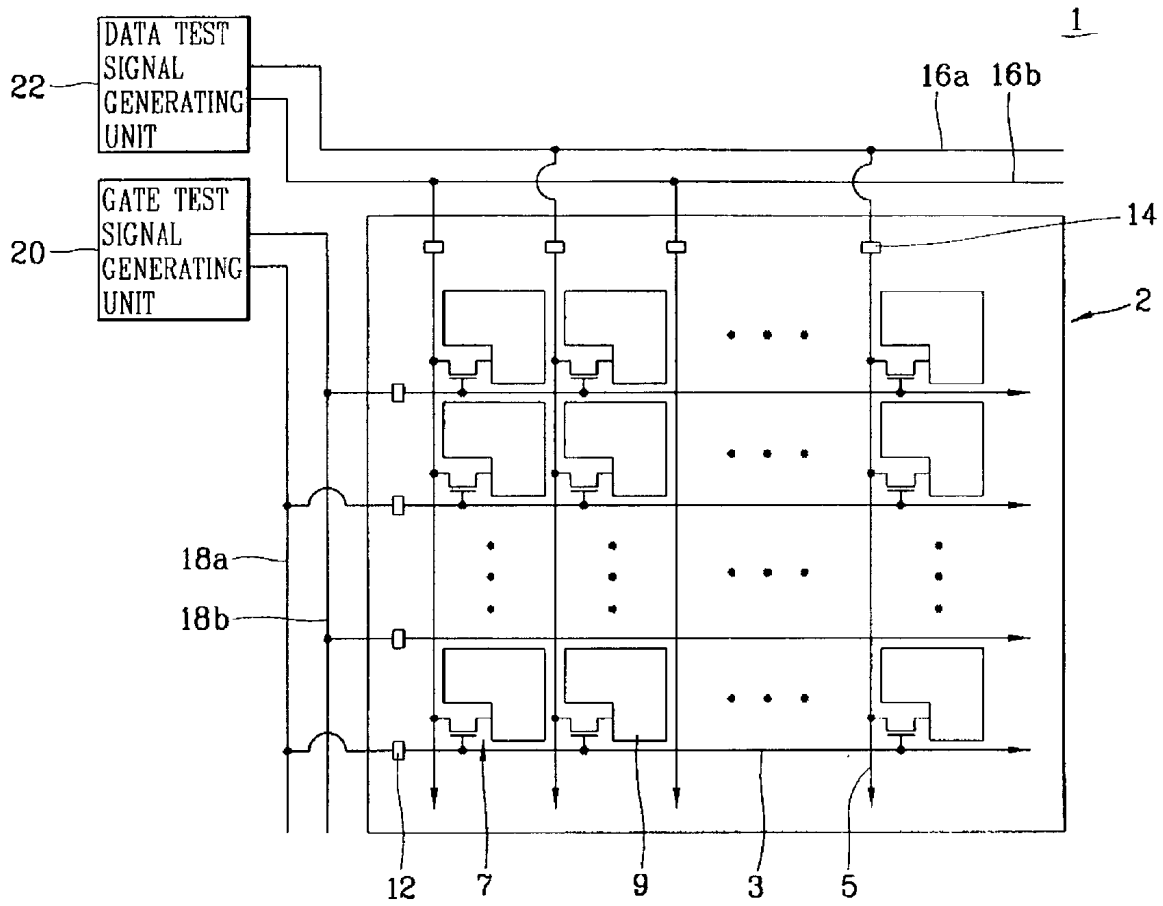 1
DATA TEST
SIGNAL
GENERATING
UNIT
22
16a
16b
GATE TEST
SIGNAL
GENERATING
UNIT
20
14
2
18a
18b
12
7
9
3
5